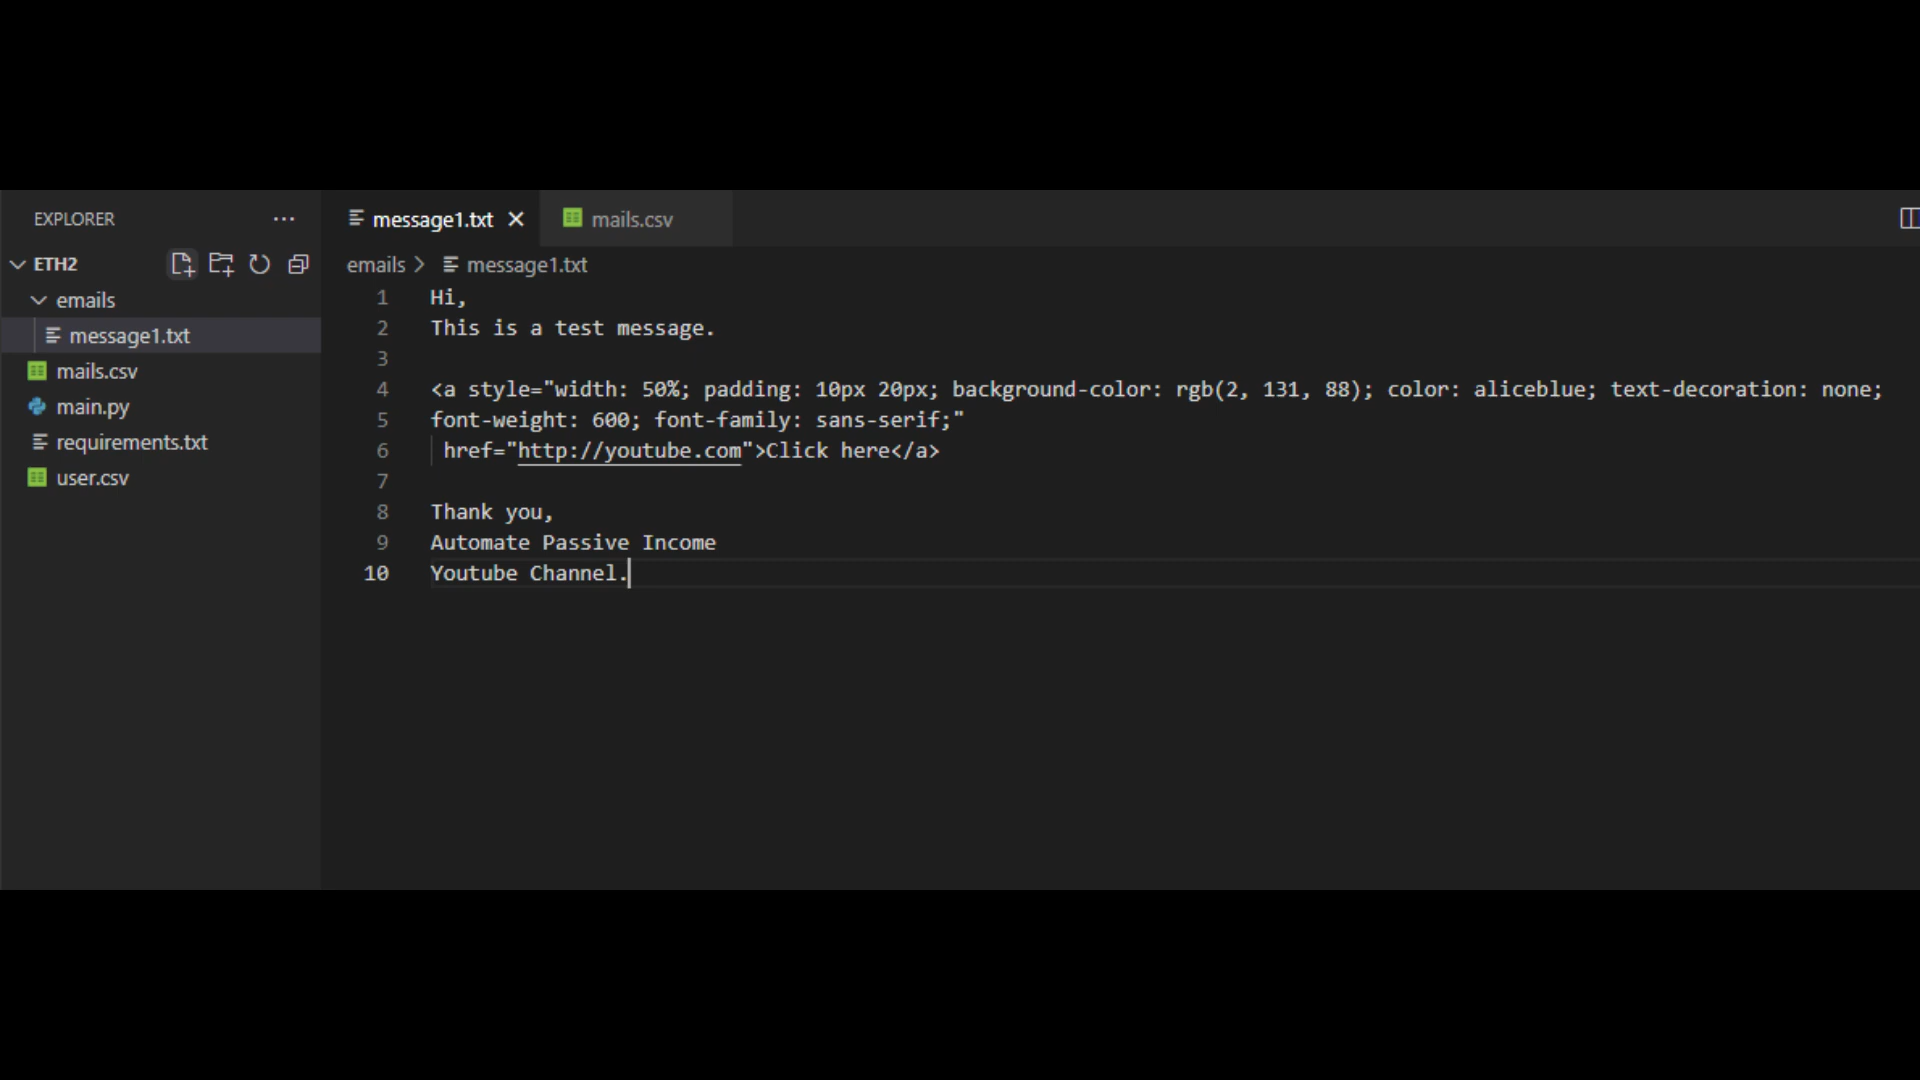 EXPLORER ...
message1.txt
mails.csv
ETH2
emails > message1.txt
emails
message1.txt
mails.csv
main.py
requirements.txt
user.csv
1 Hi,
2 This is a test message.
3
4 <a style="width: 50%; padding: 10px 20px; background-color: rgb(2, 131, 88); color: aliceblue; text-decoration: none;
5 font-weight: 600; font-family: sans-serif;"
6 href="http://youtube.com">Click here</a>
7
8 Thank you,
9 Automate Passive Income
10 Youtube Channel.